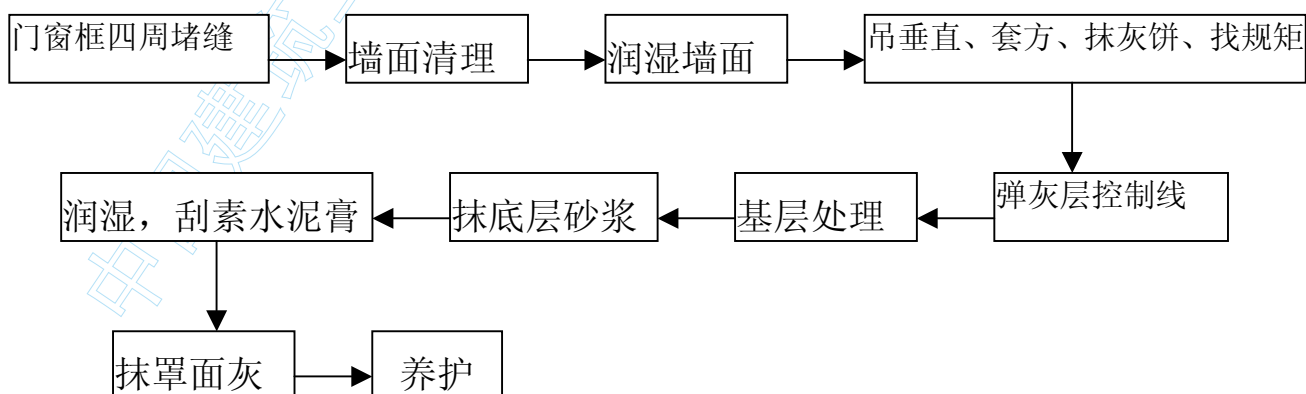 门窗框四周堵缝
墙面清理
润湿墙面
吊垂直、套方、抹灰饼、找规矩
弹灰层控制线
基层处理
抹底层砂浆
润湿，刮素水泥膏
抹罩面灰
养护